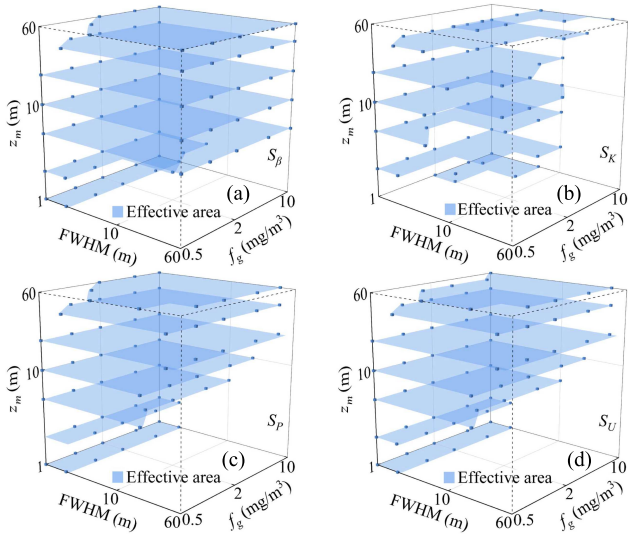 60
10
1
z_m (m)
FWHM (m)
10
60
0.5
2
10
f_g (mg/m³)
S_β
(a)
Effective area
60
10
1
z_m (m)
FWHM (m)
10
60
0.5
2
10
f_g (mg/m³)
S_K
(b)
Effective area
60
10
1
z_m (m)
FWHM (m)
10
60
0.5
2
10
f_g (mg/m³)
S_P
(c)
Effective area
60
10
1
z_m (m)
FWHM (m)
10
60
0.5
2
10
f_g (mg/m³)
S_U
(d)
Effective area